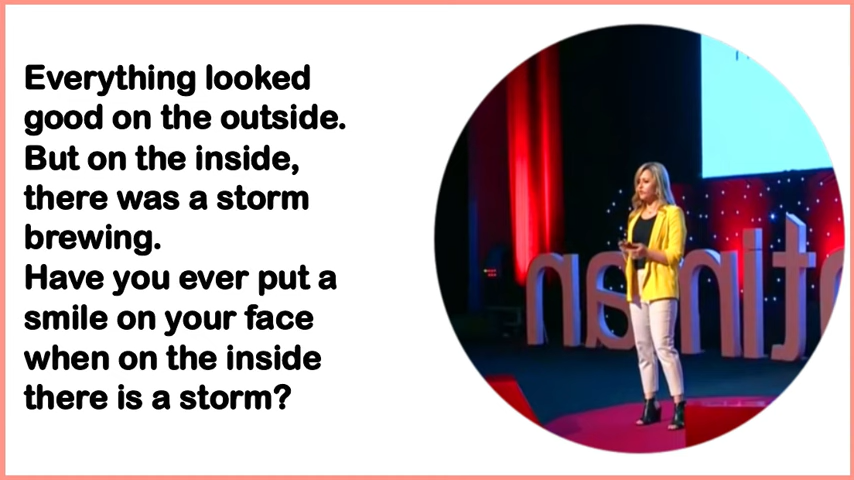 Everything looked
good on the outside.
But on the inside,
there was a storm
brewing.
Have you ever put a
smile on your face
when on the inside
there is a storm?